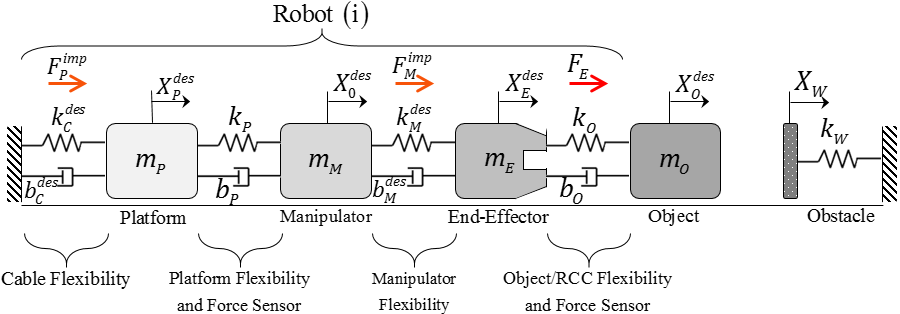 Robot (i)
F_P^imp X_P^des X_0^des F_M^imp X_E^des F_E X_O^des X_W
k_C^des k_P k_M^des k_O k_W
m_P m_M m_E m_O
b_C^des b_P b_M^des b_O
Platform Manipulator End-Effector Object Obstacle
Cable Flexibility Platform Flexibility Manipulator Object/RCC Flexibility
and Force Sensor Flexibility and Force Sensor